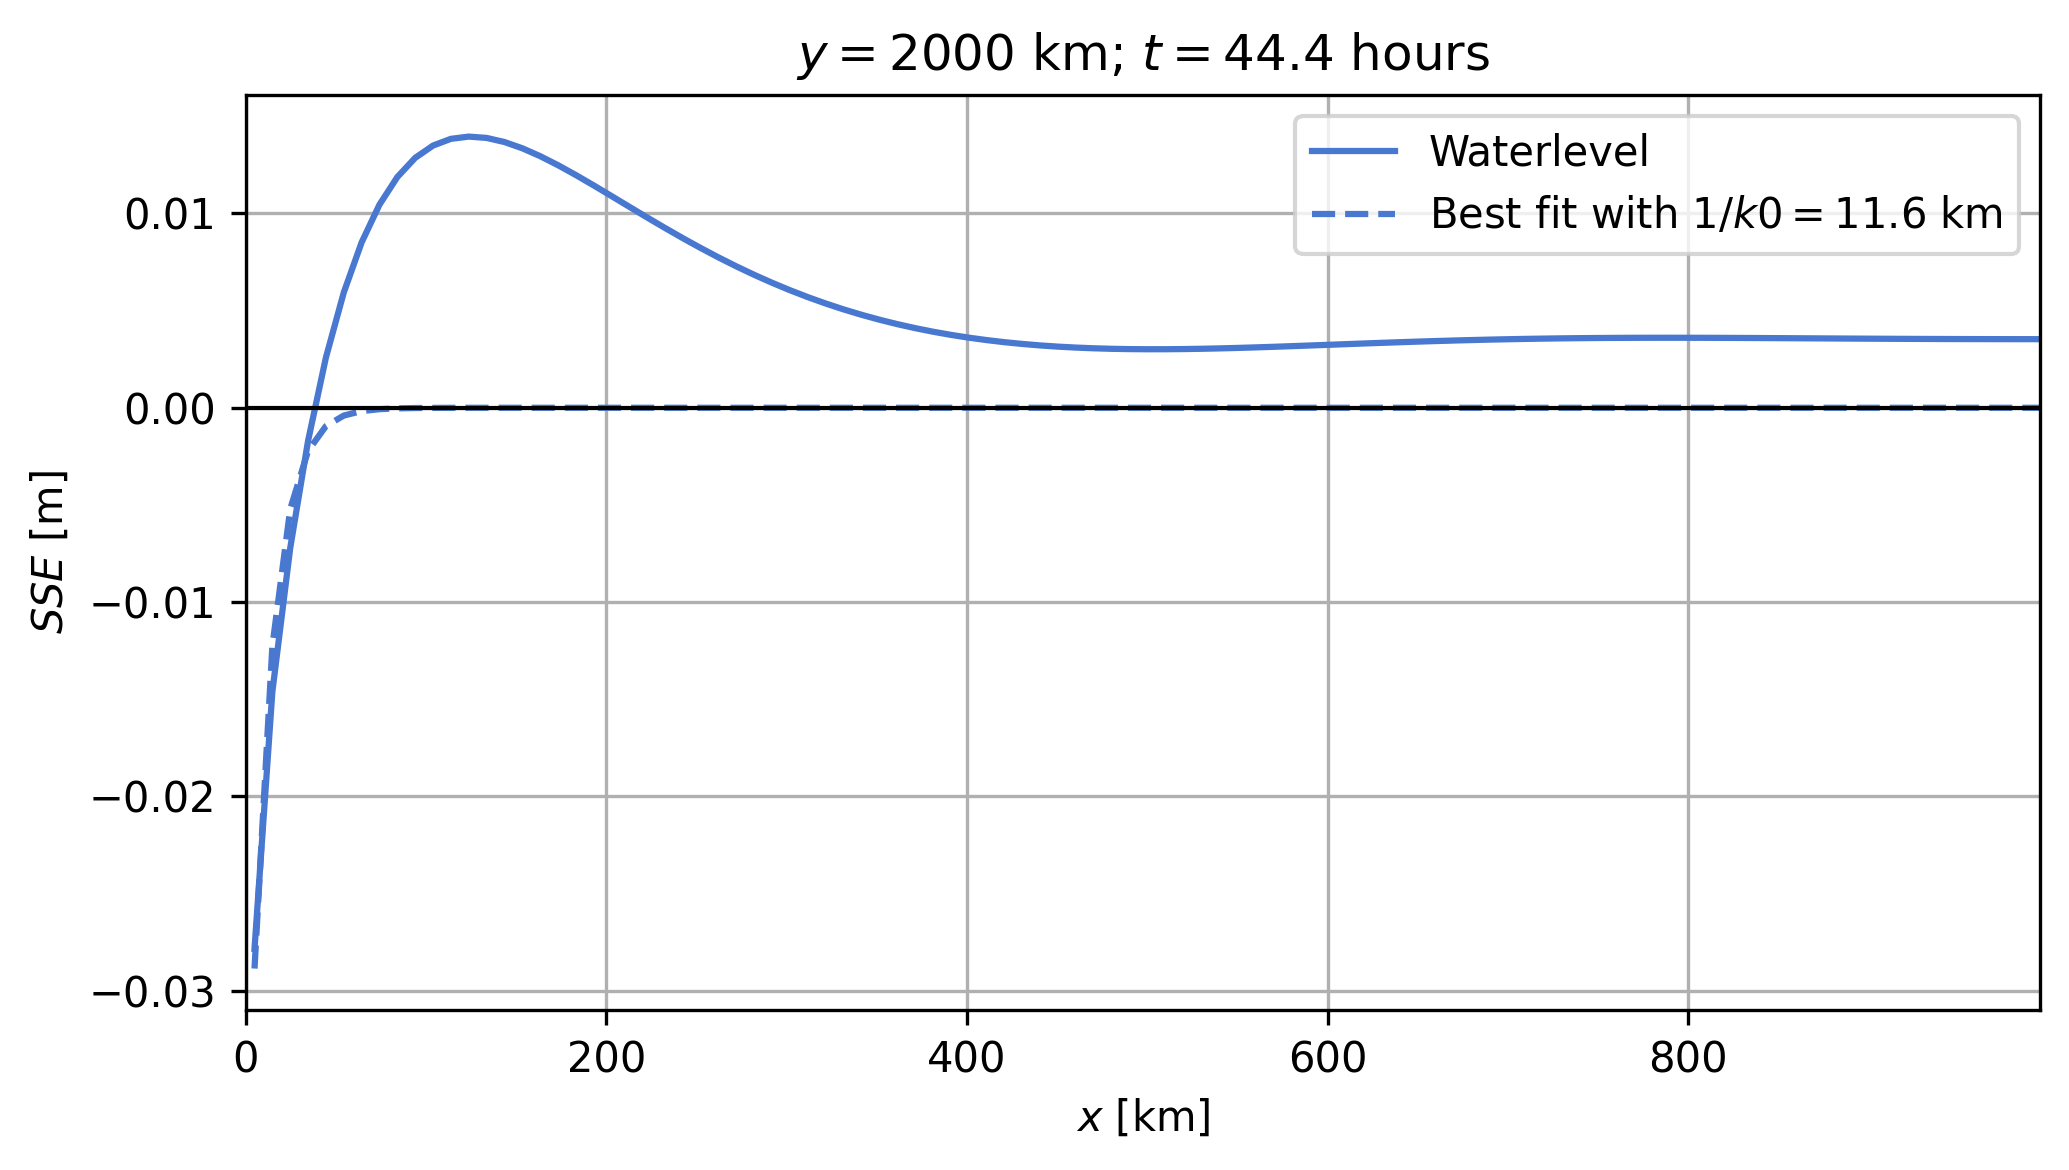 y = 2000 km; t = 44.4 hours
Waterlevel
Best fit with 1/k0 = 11.6 km
0.01
0.00
−0.01
−0.02
−0.03
SSE [m]
0 200 400 600 800
x [km]